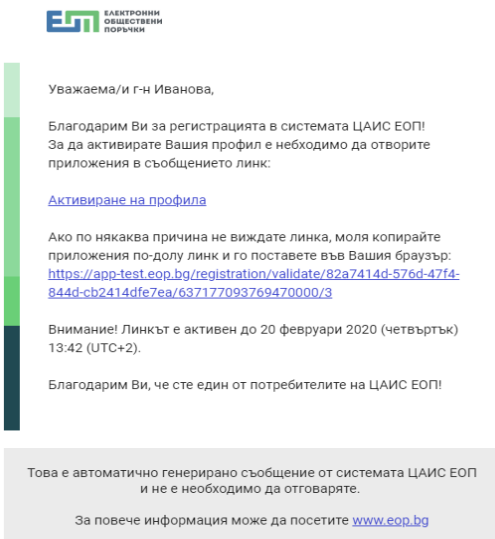 ЕЛЕКТРОННИ
ОБЩЕСТВЕНИ
ПОРЪЧКИ
Уважаема/и г-н Иванова,
Благодарим Ви за регистрацията в системата ЦАИС ЕОП!
За да активирате Вашия профил е небходимо да отворите
приложения в съобщението линк:
Активиране на профила
Ако по някаква причина не виждате линка, моля копирайте
приложения по-долу линк и го поставете във Вашия браузър:
https://app-test.eop.bg/registration/validate/82a7414d-576d-47f4-
844d-cb2414dfe7ea/637177093769470000/3
Внимание! Линкът е активен до 20 февруари 2020 (четвъртък)
13:42 (UTC+2).
Благодарим Ви, че сте един от потребителите на ЦАИС ЕОП!
Това е автоматично генерирано съобщение от системата ЦАИС ЕОП
и не е необходимо да отговаряте.
За повече информация може да посетите www.eop.bg